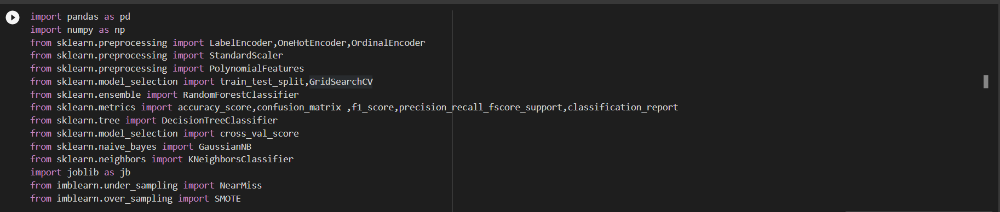 import pandas as pd
import numpy as np
from sklearn.preprocessing import LabelEncoder,OneHotEncoder,OrdinalEncoder
from sklearn.preprocessing import StandardScaler
from sklearn.preprocessing import PolynomialFeatures
from sklearn.model_selection import train_test_split,GridSearchCV
from sklearn.ensemble import RandomForestClassifier
from sklearn.metrics import accuracy_score,confusion_matrix ,f1_score,precision_recall_fscore_support,classification_report
from sklearn.tree import DecisionTreeClassifier
from sklearn.model_selection import cross_val_score
from sklearn.naive_bayes import GaussianNB
from sklearn.neighbors import KNeighborsClassifier
import joblib as jb
from imblearn.under_sampling import NearMiss
from imblearn.over_sampling import SMOTE